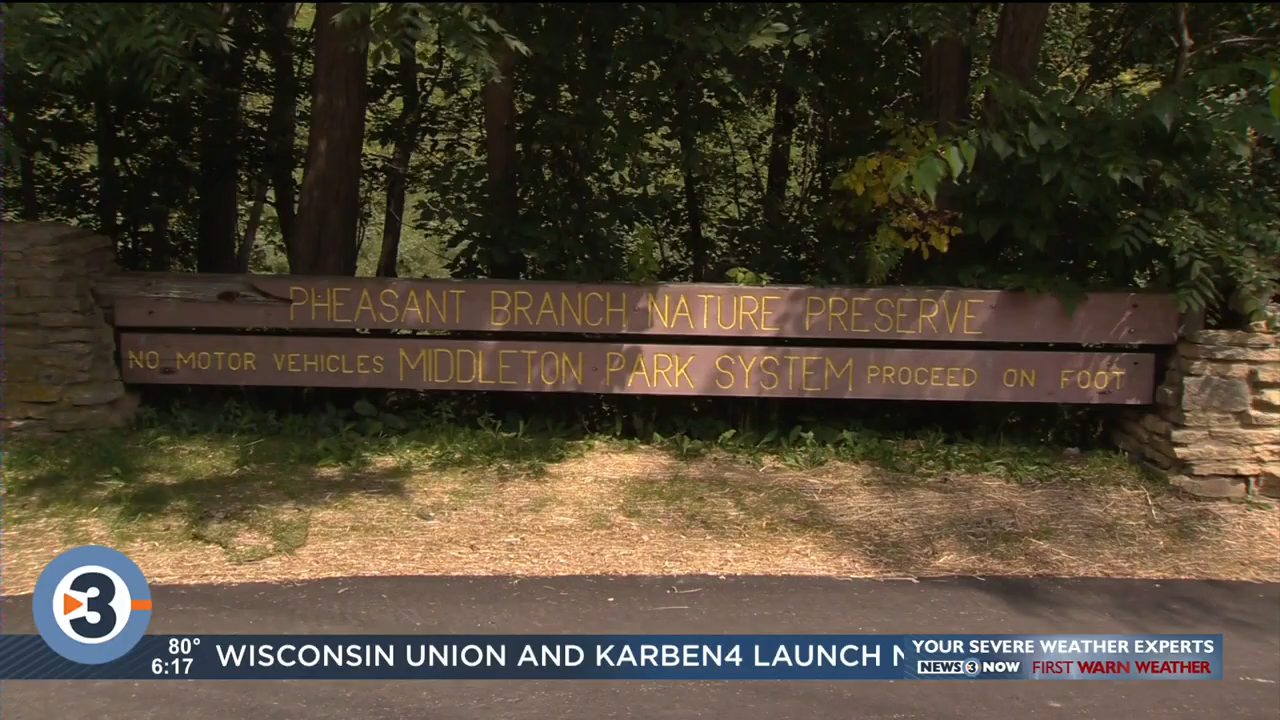 PHEASANT BRANCH NATURE PRESERVE
NO MOTOR VEHICLES MIDDLETON PARK SYSTEM PROCEED ON FOOT
3
80°
6:17
WISCONSIN UNION AND KARBEN4 LAUNCH
YOUR SEVERE WEATHER EXPERTS
NEWS 3 NOW FIRST WARN WEATHER